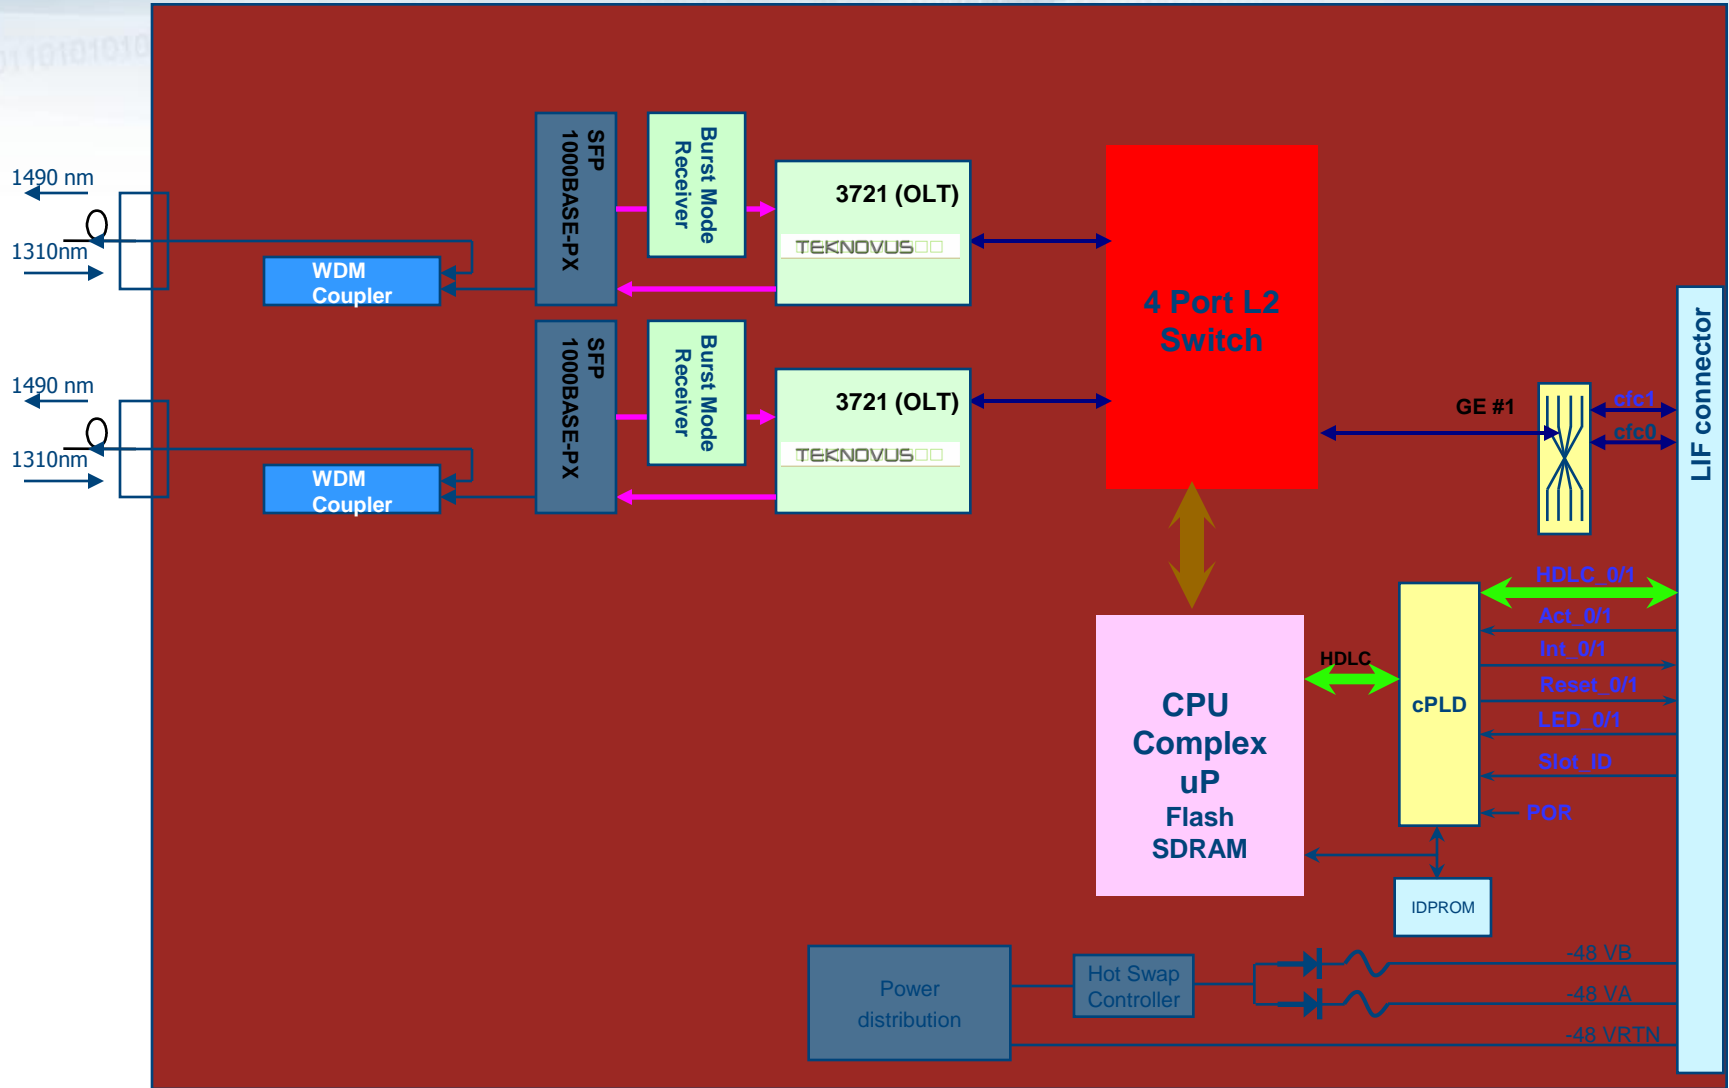 0110101010
1490 nm
1310nm
WDM
Coupler
SFP
1000BASE-PX
Burst Mode
Receiver
3721 (OLT)
TEKNOVUS
1490 nm
1310nm
WDM
Coupler
SFP
1000BASE-PX
Burst Mode
Receiver
3721 (OLT)
TEKNOVUS
4 Port L2
Switch
GE #1
cfc1
cfc0
LIF connector
HDLC
CPU
Complex
uP
Flash
SDRAM
cPLD
HDLC_0/1
Act_0/1
Int_0/1
Reset_0/1
LED_0/1
Slot_ID
POR
IDPROM
Power
distribution
Hot Swap
Controller
-48 VB
-48 VA
-48 VRTN